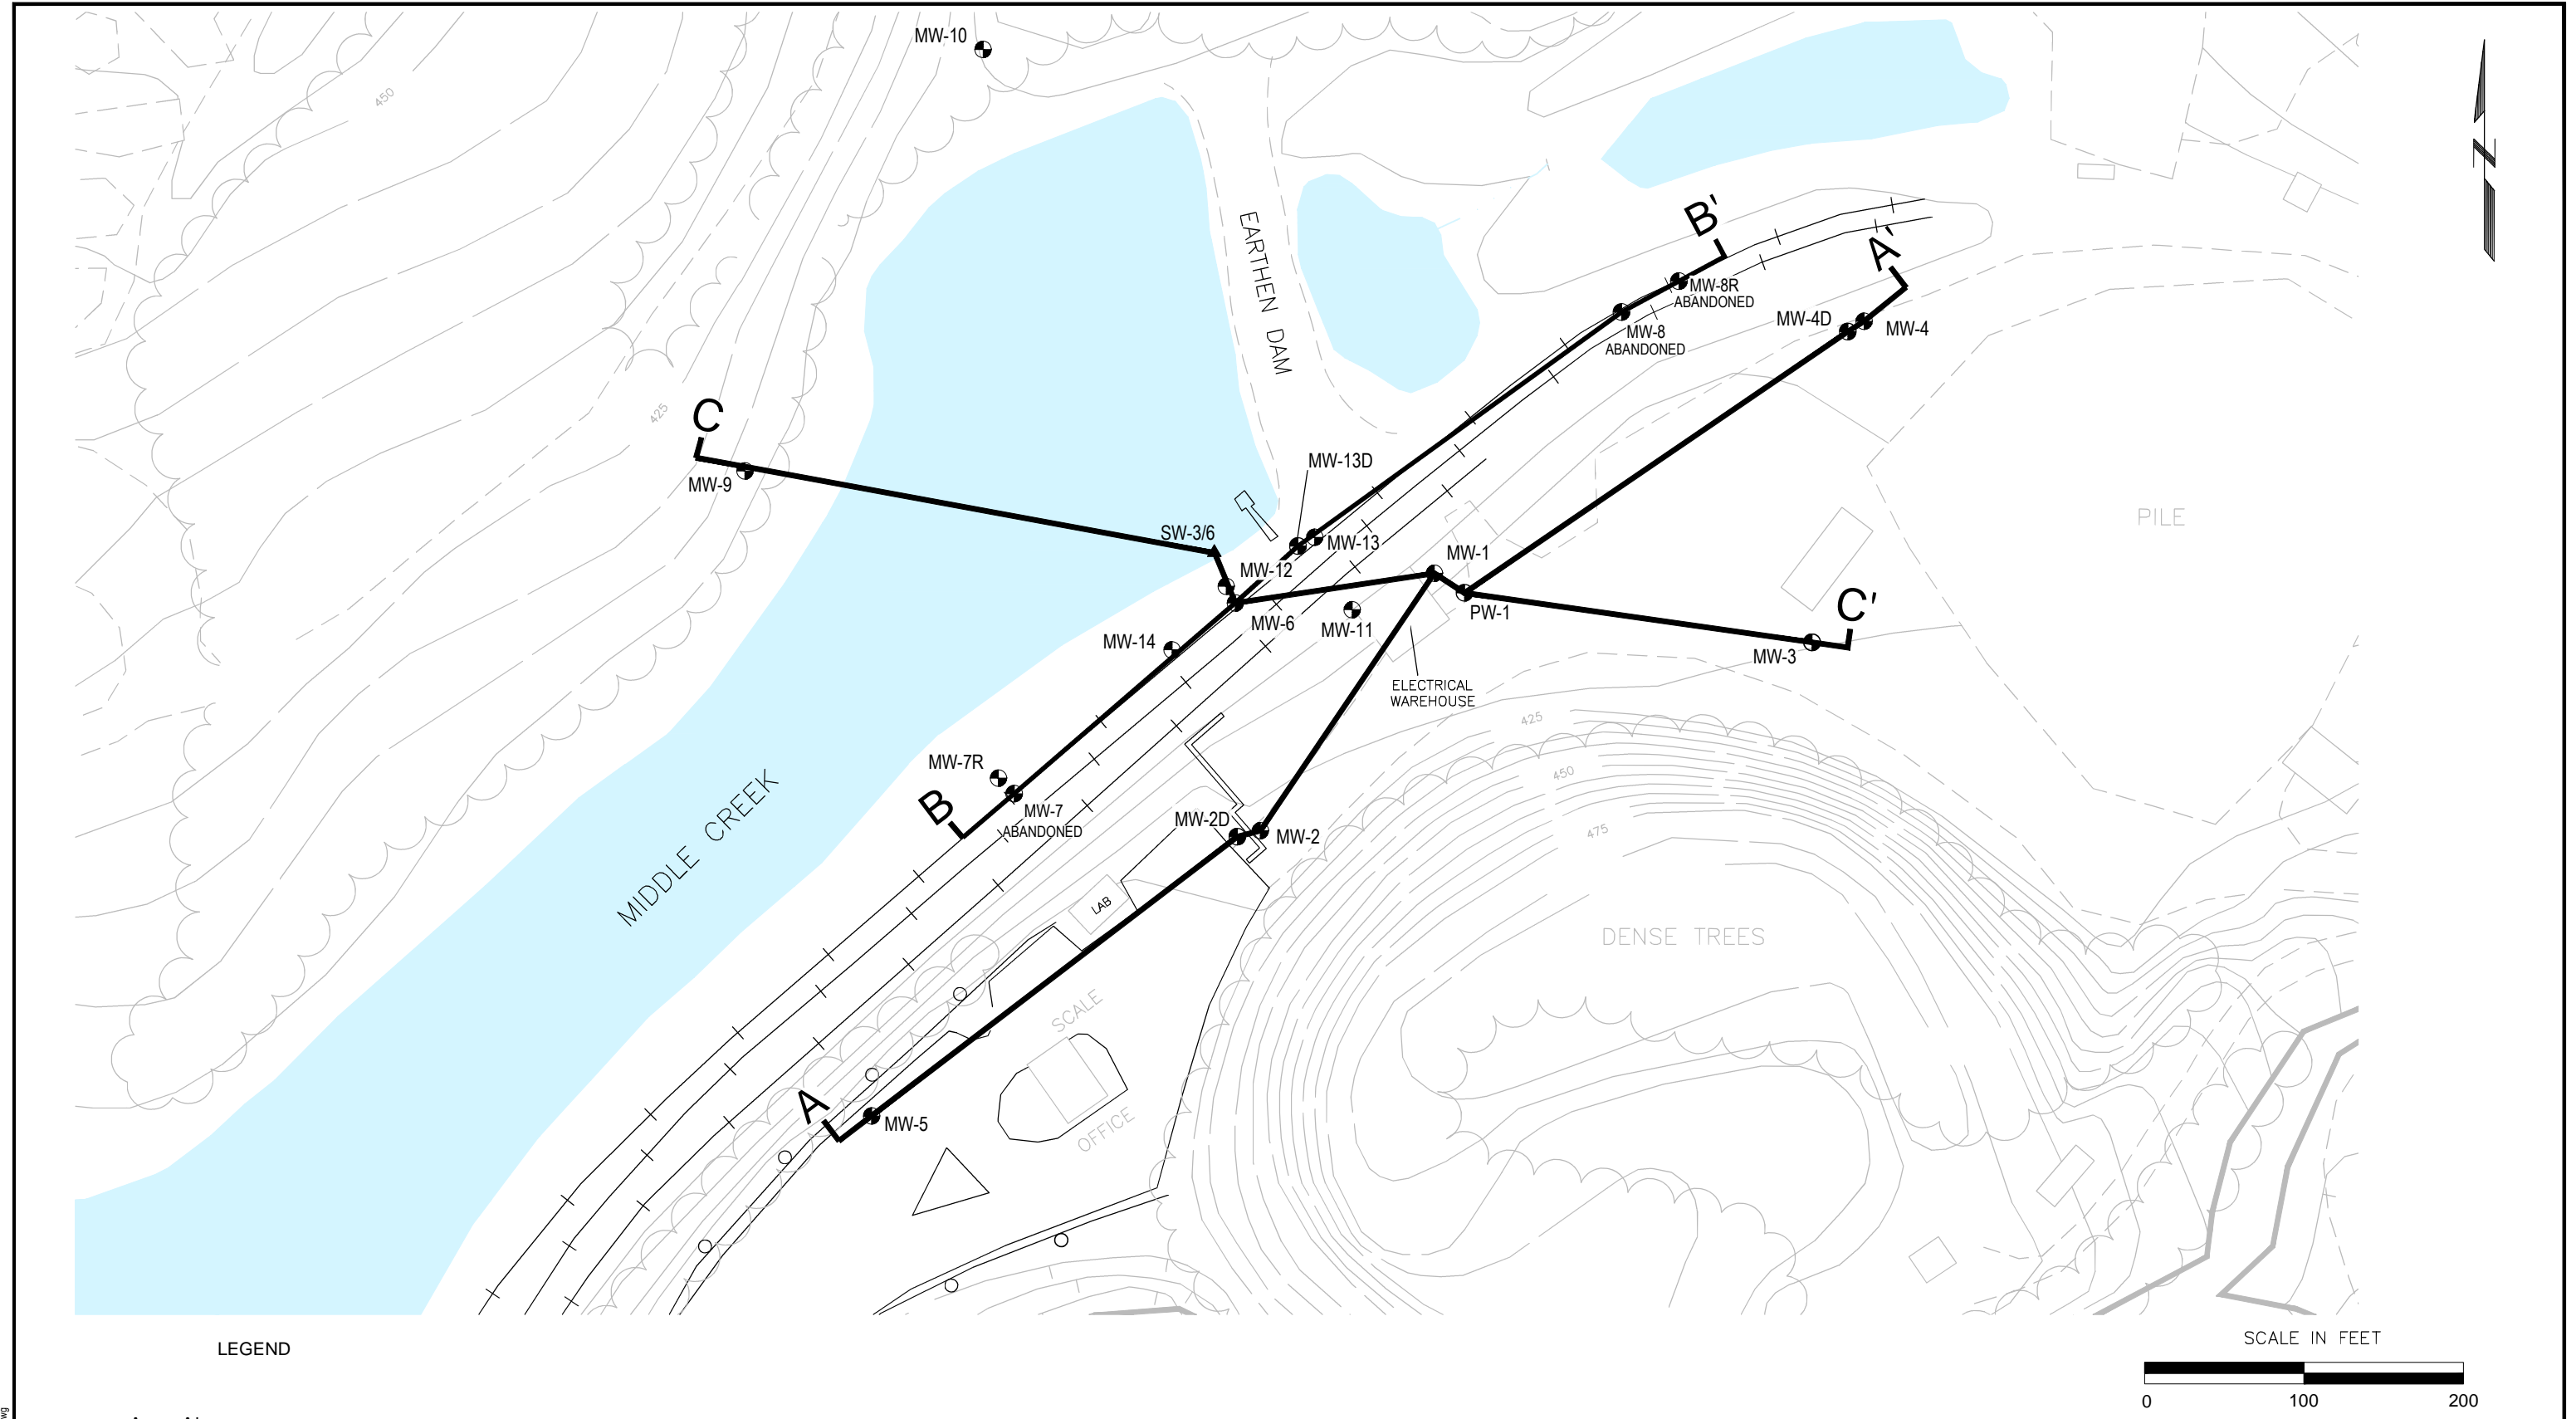 MW-10
450
B'
A'
EARTHEN DAM
MW-8R
ABANDONED
MW-4D
MW-4
MW-8
ABANDONED
C
425
MW-13D
MW-9
PILE
SW-3/6
MW-13
MW-1
MW-12
C'
PW-1
MW-6
MW-11
MW-14
MW-3
ELECTRICAL
WAREHOUSE
425
MW-7R
450
B
MW-7
ABANDONED
MW-2D
MW-2
475
MIDDLE CREEK
LAB
DENSE TREES
SCALE
A
MW-5
OFFICE
Z
LEGEND
SCALE IN FEET
0 100 200
wg